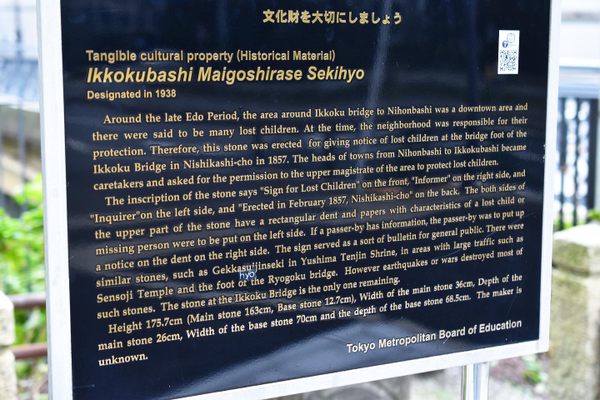 文化財を大切にしましょう
Tangible cultural property (Historical Material)
Ikkokubashi Maigoshirase Sekihyo
Designated in 1938
Around the late Edo Period, the area around Ikkoku bridge to Nihonbashi was a downtown area and
there were said to be many lost children. At the time, the neighborhood was responsible for their
protection. Therefore, this stone was erected for giving notice of lost children at the bridge foot of the
Ikkoku Bridge in Nishikashi-cho in 1857. The heads of towns from Nihonbashi to Ikkokubashi became
caretakers and asked for the permission to the upper magistrate of the area to protect lost children.
The inscription of the stone says "Sign for Lost Children" on the front, "Informer" on the right side, and
"Inquirer"on the left side, and "Erected in February 1857, Nishikashi-cho" on the back. The both sides of
the upper part of the stone have a rectangular dent and papers with characteristics of a lost child or
missing person were to be put on the left side. If a passer-by has information, the passer-by was to put up
a notice on the dent on the right side. The sign served as a sort of bulletin for general public. There were
similar stones, such as Gekkasuijinseki in Yushima Tenjin Shrine, in areas with large traffic such as
hyo
Sensoji Temple and the foot of the Ryogoku bridge. However earthquakes or wars destroyed most of
such stones. The stone at the Ikkoku Bridge is the only one remaining.
Height 175.7cm (Main stone 163cm, Base stone 12.7cm), Width of the main stone 36cm, Depth of the
main stone 26cm, Width of the base stone 70cm and the depth of the base stone 68.5cm. The maker is
unknown.
Tokyo Metropolitan Board of Education